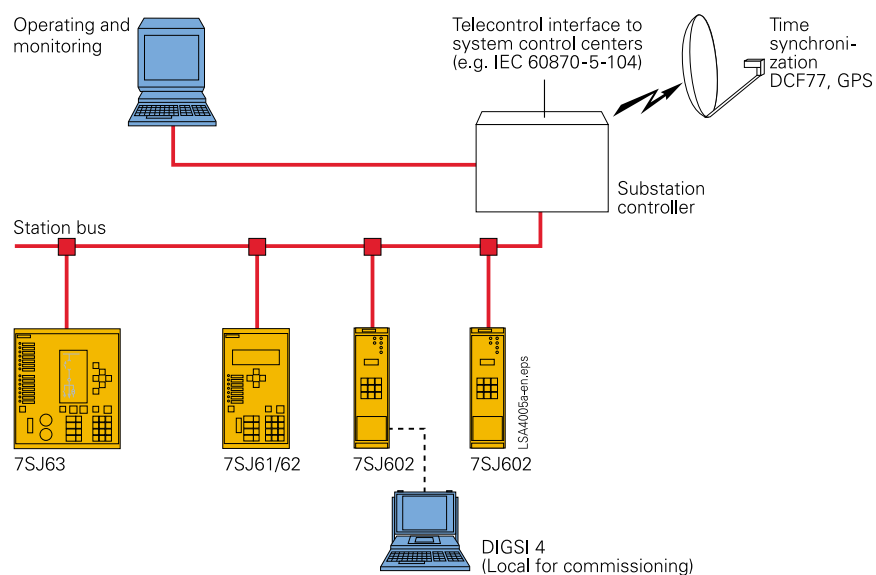 Operating and
monitoring
Telecontrol interface to
system control centers
(e.g. IEC 60870-5-104)
Time
synchroni-
zation
DCF77, GPS
Substation
controller
Station bus
LSA4005a-en.eps
7SJ63
7SJ61/62
7SJ602
7SJ602
DIGSI 4
(Local for commissioning)